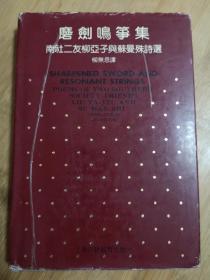 磨劍鳴箏集
南社二友柳亞子與蘇曼殊詩選
柳無忌譯
SHARPENED SWORD AND
RESONANT STRINGS
POEMS OF TWO SOUTHERN
SOCIETY FRIENDS
LIU YA-TZU AND
SU MAN-SHU